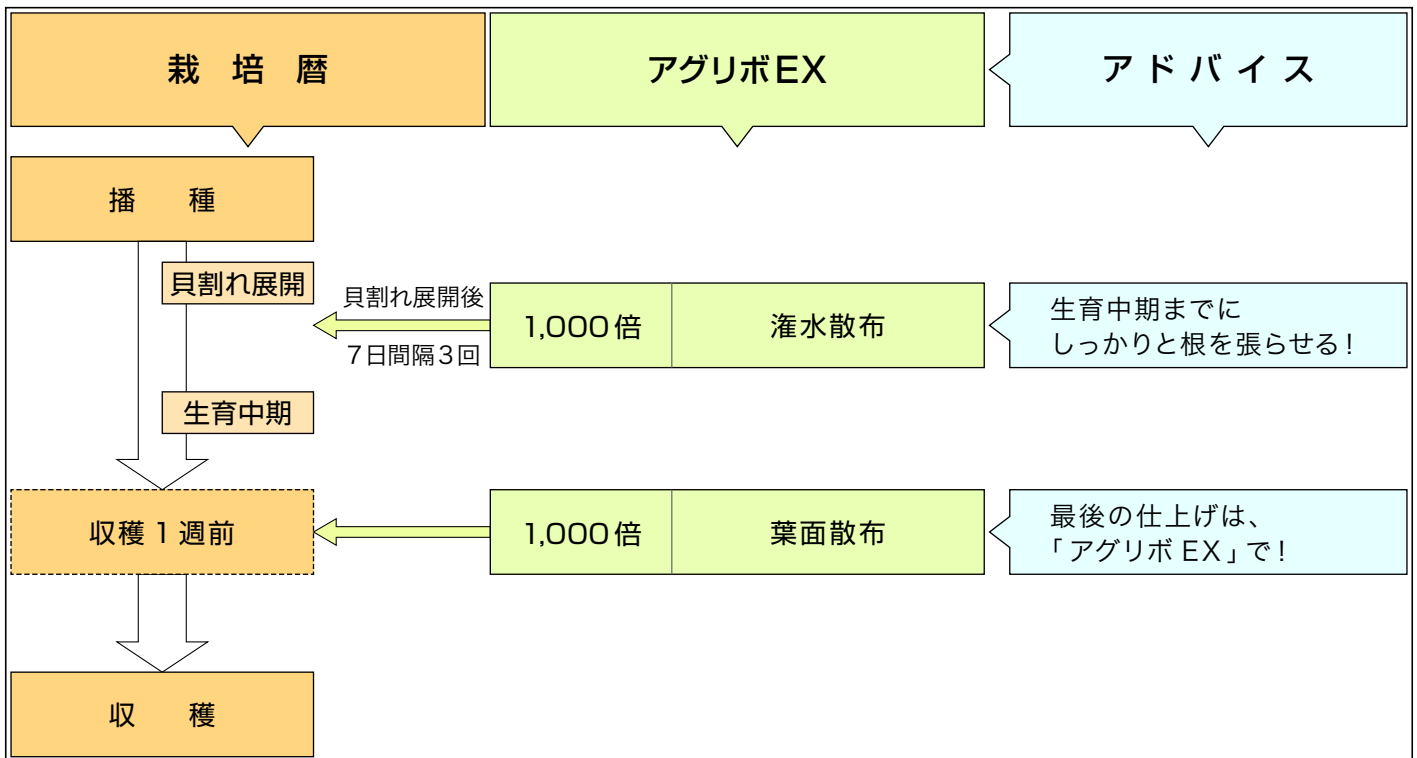 栽培暦
アグリボEX
アドバイス
播種
貝割れ展開
貝割れ展開後
7日間隔3回
1,000倍
潅水散布
生育中期までに
しっかりと根を張らせる！
生育中期
収穫1週前
1,000倍
葉面散布
最後の仕上げは、
「アグリボEX」で！
収穫